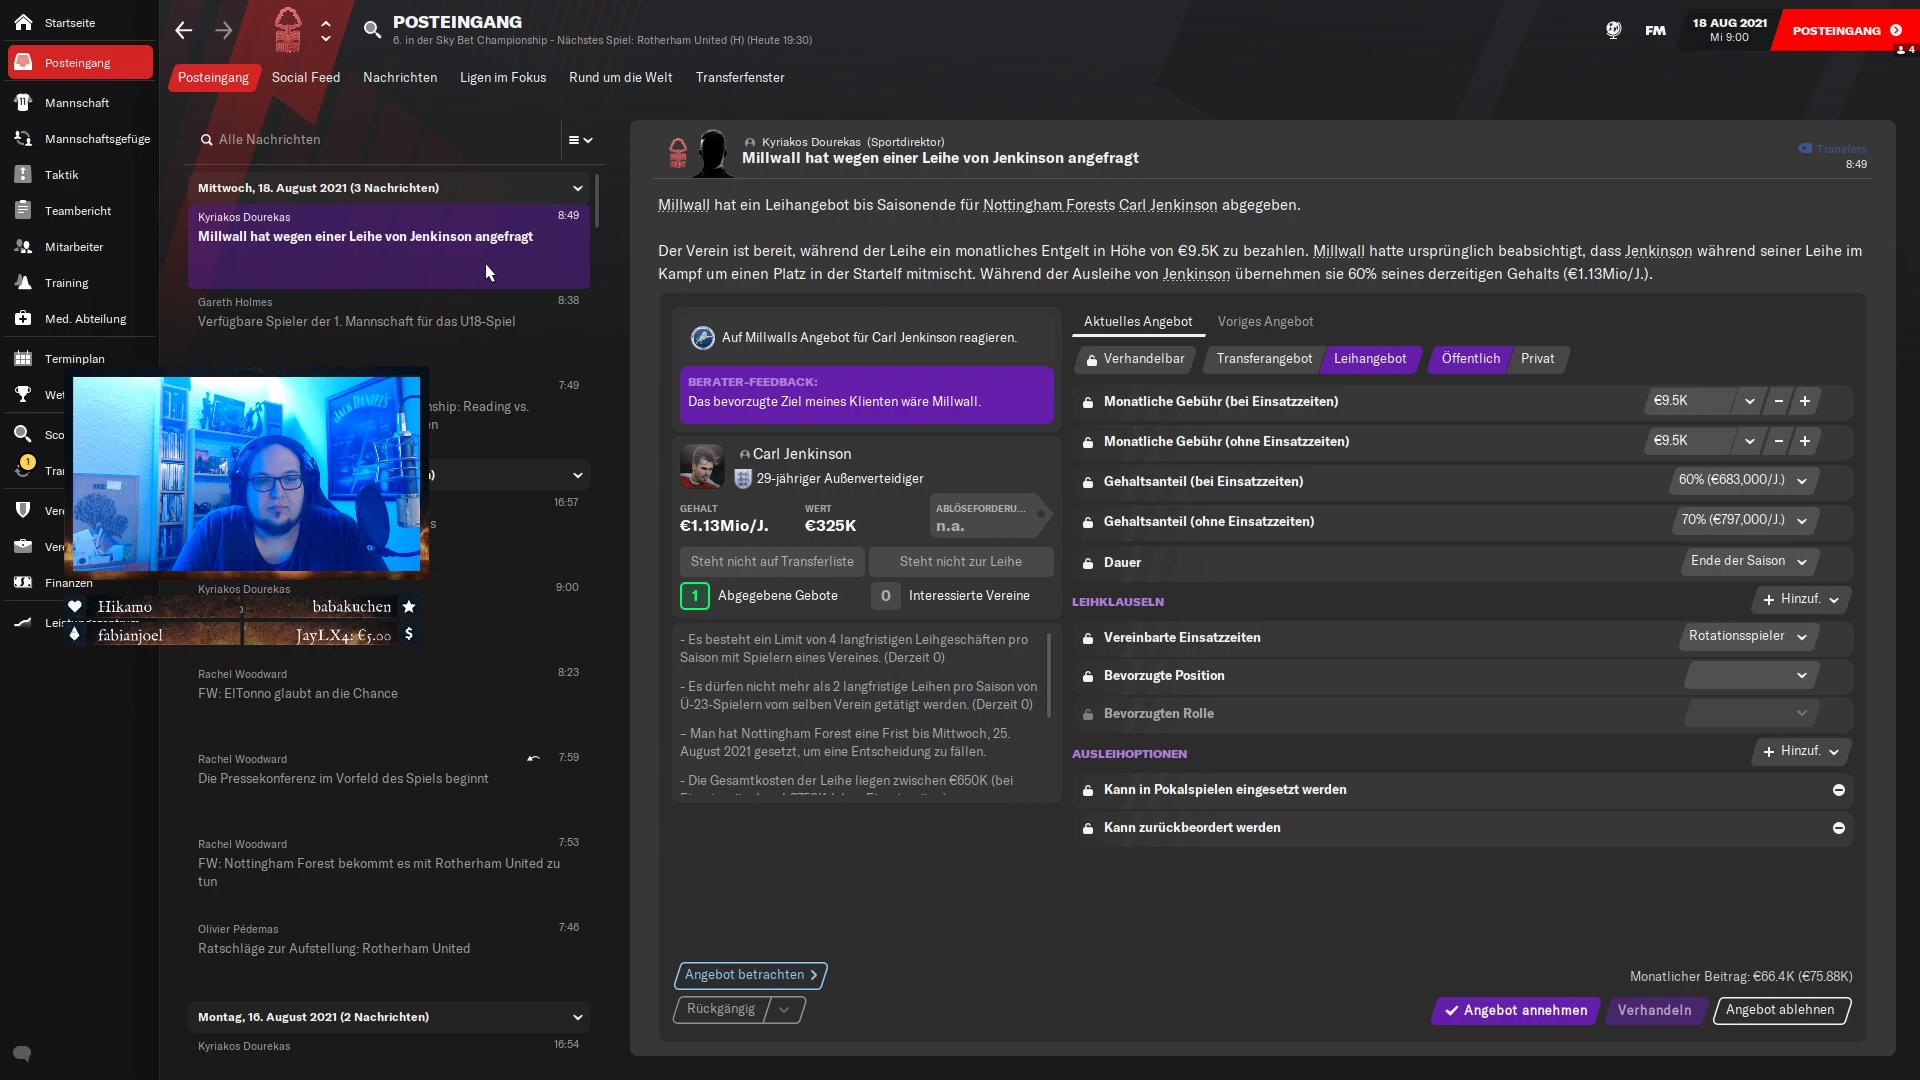 Startseite
Posteingang
Mannschaft
Mannschaftsgefüge
Taktik
Teambericht
Mitarbeiter
Training
Med. Abteilung
Terminplan
Wet
Sco
1
Tra
Ver
Ver
Finanzen
POSTEINGANG
6. in der Sky Bet Championship - Nächstes Spiel: Rotherham United (H) (Heute 19:30)
FM
18 AUG 2021
Mi 9:00
POSTEINGANG
4
Posteingang
Social Feed
Nachrichten
Ligen im Fokus
Rund um die Welt
Transferfenster
Alle Nachrichten
Mittwoch, 18. August 2021 (3 Nachrichten)
Kyriakos Dourekas
8:49
Millwall hat wegen einer Leihe von Jenkinson angefragt
Gareth Holmes
8:38
Verfügbare Spieler der 1. Mannschaft für das U18-Spiel
7:49
nship: Reading vs.
en
)
16:57
s
Kyriakos Dourekas
9:00
JACK DANIEL'S
Hikamo
babakuchen
fabianjoel
JayLX4: €5.00
Rachel Woodward
8:23
FW: ElTonno glaubt an die Chance
Rachel Woodward
7:59
Die Pressekonferenz im Vorfeld des Spiels beginnt
Rachel Woodward
7:53
FW: Nottingham Forest bekommt es mit Rotherham United zu
tun
Olivier Pédemas
7:46
Ratschläge zur Aufstellung: Rotherham United
Montag, 16. August 2021 (2 Nachrichten)
Kyriakos Dourekas
16:54
Kyriakos Dourekas (Sportdirektor)
Millwall hat wegen einer Leihe von Jenkinson angefragt
Transfers
8:49
Millwall hat ein Leihangebot bis Saisonende für Nottingham Forests Carl Jenkinson abgegeben.
Der Verein ist bereit, während der Leihe ein monatliches Entgelt in Höhe von €9.5K zu bezahlen. Millwall hatte ursprünglich beabsichtigt, dass Jenkinson während seiner Leihe im
Kampf um einen Platz in der Startelf mitmischt. Während der Ausleihe von Jenkinson übernehmen sie 60% seines derzeitigen Gehalts (€1.13Mio/J.).
Auf Millwalls Angebot für Carl Jenkinson reagieren.
BERATER-FEEDBACK:
Das bevorzugte Ziel meines Klienten wäre Millwall.
Carl Jenkinson
29-jähriger Außenverteidiger
GEHALT
€1.13Mio/J.
WERT
€325K
ABLÖSEFORDERU...
n.a.
Steht nicht auf Transferliste
Steht nicht zur Leihe
1 Abgegebene Gebote
0 Interessierte Vereine
- Es besteht ein Limit von 4 langfristigen Leihgeschäften pro
Saison mit Spielern eines Vereines. (Derzeit 0)
- Es dürfen nicht mehr als 2 langfristige Leihen pro Saison von
Ü-23-Spielern vom selben Verein getätigt werden. (Derzeit 0)
- Man hat Nottingham Forest eine Frist bis Mittwoch, 25.
August 2021 gesetzt, um eine Entscheidung zu fällen.
- Die Gesamtkosten der Leihe liegen zwischen €650K (bei
Aktuelles Angebot
Voriges Angebot
Verhandelbar
Transferangebot
Leihangebot
Öffentlich
Privat
Monatliche Gebühr (bei Einsatzzeiten)
€9.5K
Monatliche Gebühr (ohne Einsatzzeiten)
€9.5K
Gehaltsanteil (bei Einsatzzeiten)
60% (€683,000/J.)
Gehaltsanteil (ohne Einsatzzeiten)
70% (€797,000/J.)
Dauer
Ende der Saison
LEIHKLAUSELN
+ Hinzuf.
Vereinbarte Einsatzzeiten
Rotationsspieler
Bevorzugte Position
Bevorzugten Rolle
AUSLEIHOPTIONEN
+ Hinzuf.
Kann in Pokalspielen eingesetzt werden
Kann zurückbeordert werden
Angebot betrachten
Rückgängig
Monatlicher Beitrag: €66.4K (€75.88K)
Angebot annehmen
Verhandeln
Angebot ablehnen